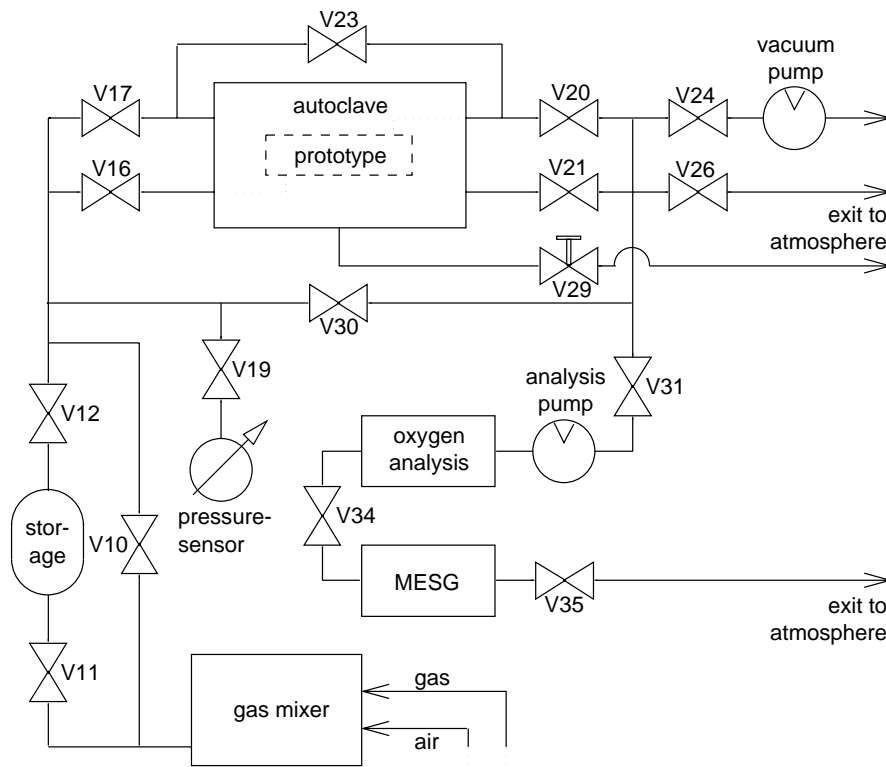 V23
vacuum
pump
V17
autoclave
V20
V24
prototype
V16
V21
V26
exit to
atmosphere
V29
V30
V19
analysis
pump
V31
V12
oxygen
analysis
stor-
age
V10
pressure-
sensor
V34
MESG
V35
exit to
atmosphere
V11
gas
gas mixer
air